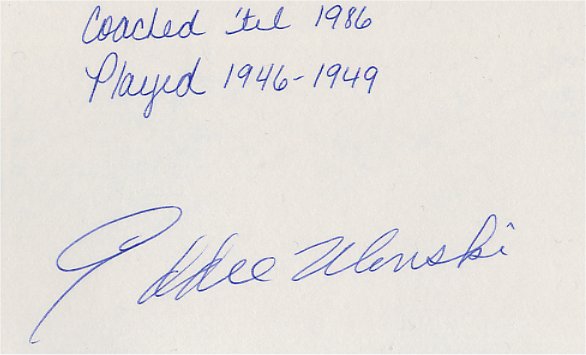 Coached 'til 1986
Played 1946-1949
Eddie Ulinski